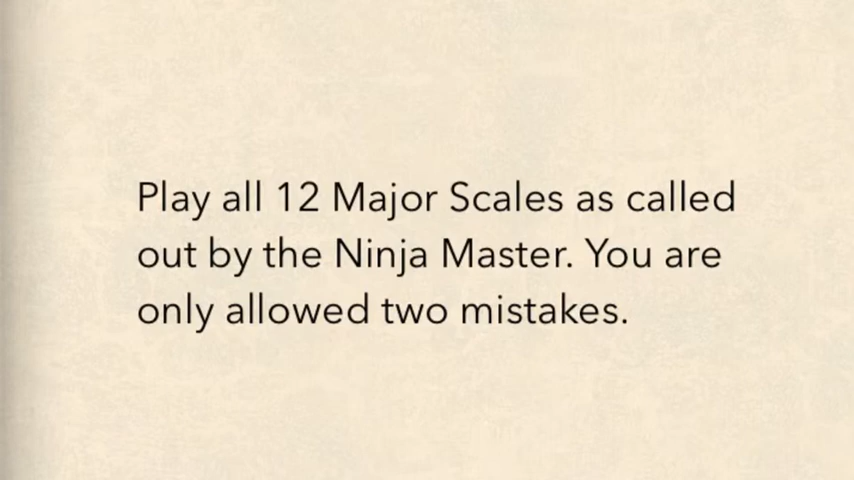 Play all 12 Major Scales as called
out by the Ninja Master. You are
only allowed two mistakes.